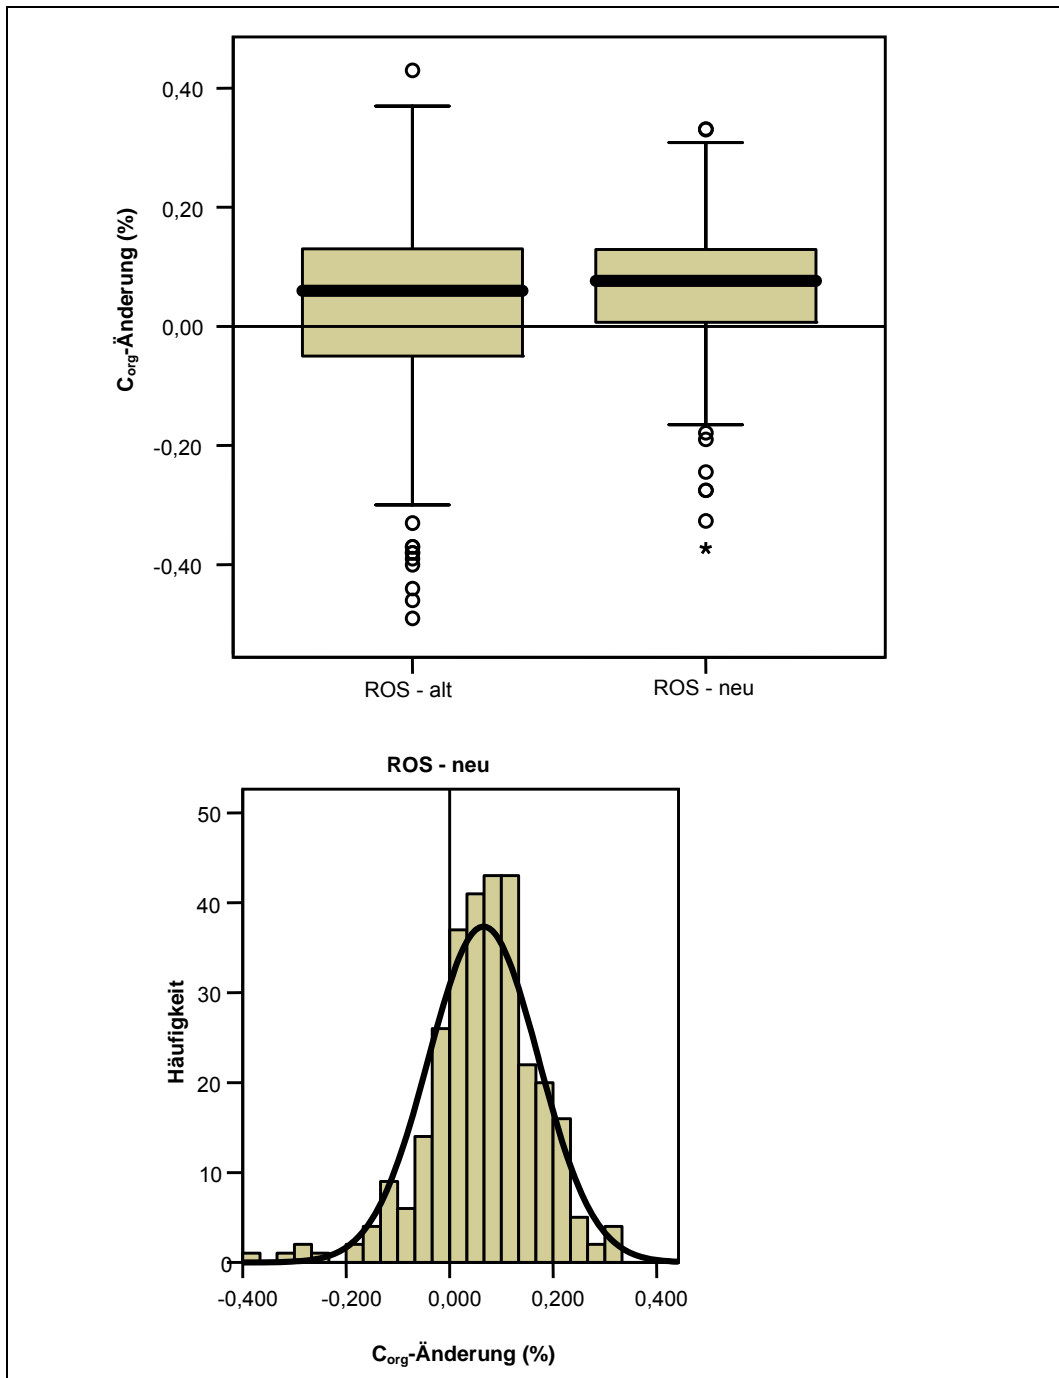 0,40
0,20
0,00
-0,20
-0,40
Corg-Änderung (%)
ROS - alt
ROS - neu
*
ROS - neu
50
40
30
20
10
0
Häufigkeit
-0,400
-0,200
0,000
0,200
0,400
Corg-Änderung (%)